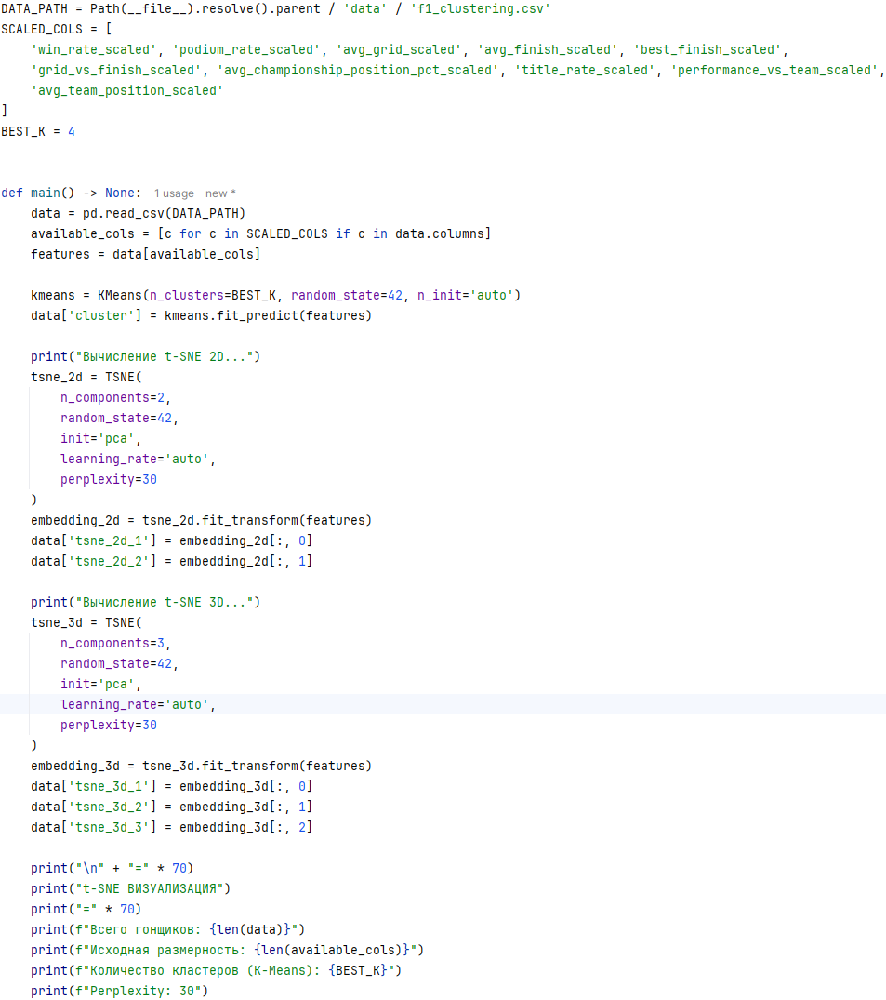 DATA_PATH = Path(__file__).resolve().parent / 'data' / 'f1_clustering.csv'
SCALED_COLS = [
    'win_rate_scaled', 'podium_rate_scaled', 'avg_grid_scaled', 'avg_finish_scaled', 'best_finish_scaled',
    'grid_vs_finish_scaled', 'avg_championship_position_pct_scaled', 'title_rate_scaled', 'performance_vs_team_scaled',
    'avg_team_position_scaled'
]
BEST_K = 4


def main() -> None:  1 usage  new *
    data = pd.read_csv(DATA_PATH)
    available_cols = [c for c in SCALED_COLS if c in data.columns]
    features = data[available_cols]

    kmeans = KMeans(n_clusters=BEST_K, random_state=42, n_init='auto')
    data['cluster'] = kmeans.fit_predict(features)

    print("Вычисление t-SNE 2D...")
    tsne_2d = TSNE(
        n_components=2,
        random_state=42,
        init='pca',
        learning_rate='auto',
        perplexity=30
    )
    embedding_2d = tsne_2d.fit_transform(features)
    data['tsne_2d_1'] = embedding_2d[:, 0]
    data['tsne_2d_2'] = embedding_2d[:, 1]

    print("Вычисление t-SNE 3D...")
    tsne_3d = TSNE(
        n_components=3,
        random_state=42,
        init='pca',
        learning_rate='auto',
        perplexity=30
    )
    embedding_3d = tsne_3d.fit_transform(features)
    data['tsne_3d_1'] = embedding_3d[:, 0]
    data['tsne_3d_2'] = embedding_3d[:, 1]
    data['tsne_3d_3'] = embedding_3d[:, 2]

    print("\n" + "=" * 70)
    print("t-SNE ВИЗУАЛИЗАЦИЯ")
    print("=" * 70)
    print(f"Всего гонщиков: {len(data)}")
    print(f"Исходная размерность: {len(available_cols)}")
    print(f"Количество кластеров (K-Means): {BEST_K}")
    print(f"Perplexity: 30")